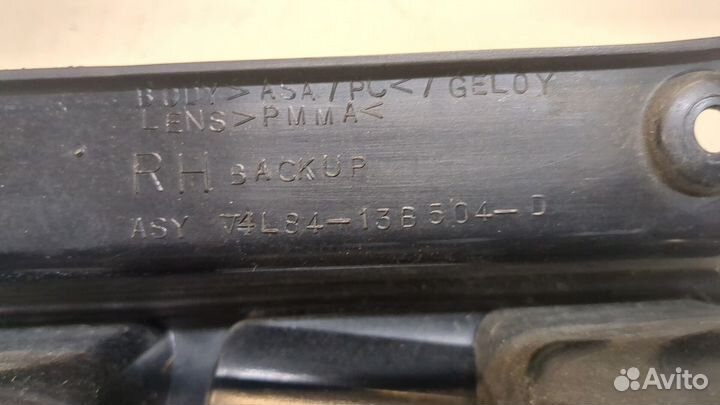 BODY>ASA/PC</GELOY
LENS>PMMA<
RH BACKUP
ASY 74L84-13B504-D
Avito